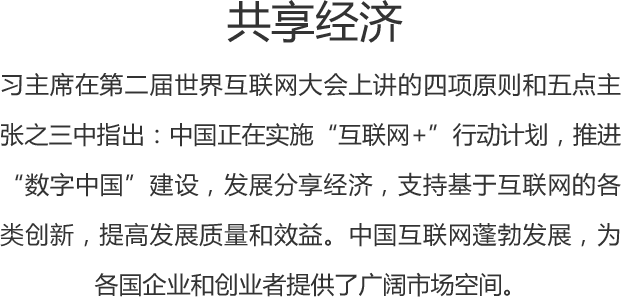 共享经济
习主席在第二届世界互联网大会上讲的四项原则和五点主
张之三中指出：中国正在实施“互联网+”行动计划，推进
“数字中国”建设，发展分享经济，支持基于互联网的各
类创新，提高发展质量和效益。中国互联网蓬勃发展，为
各国企业和创业者提供了广阔市场空间。